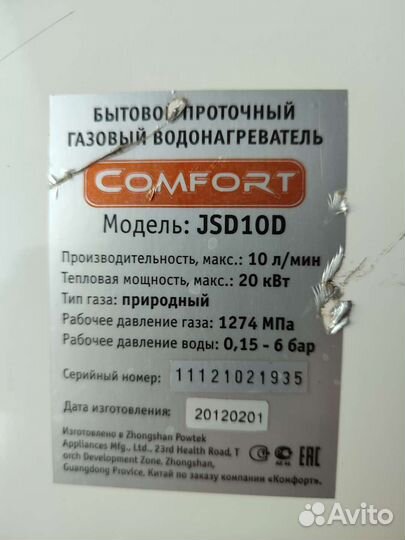 БЫТОВОЙ ПРОТОЧНЫЙ
ГАЗОВЫЙ ВОДОНАГРЕВАТЕЛЬ
COMFORT
Модель: JSD10D
Производительность, макс.: 10 л/мин
Тепловая мощность, макс.: 20 кВт
Тип газа: природный
Рабочее давление газа: 1274 МПа
Рабочее давление воды: 0,15 - 6 бар
Серийный номер: 11121021935
Дата изготовления: 20120201
Изготовлено в Zhongshan Powtek
Appliances Mfg., Ltd., 23rd Health Road, T
orch Development Zone, Zhongshan,
Guangdong Provice, Китай по заказу компании «Конфорт».
EAC
Avito